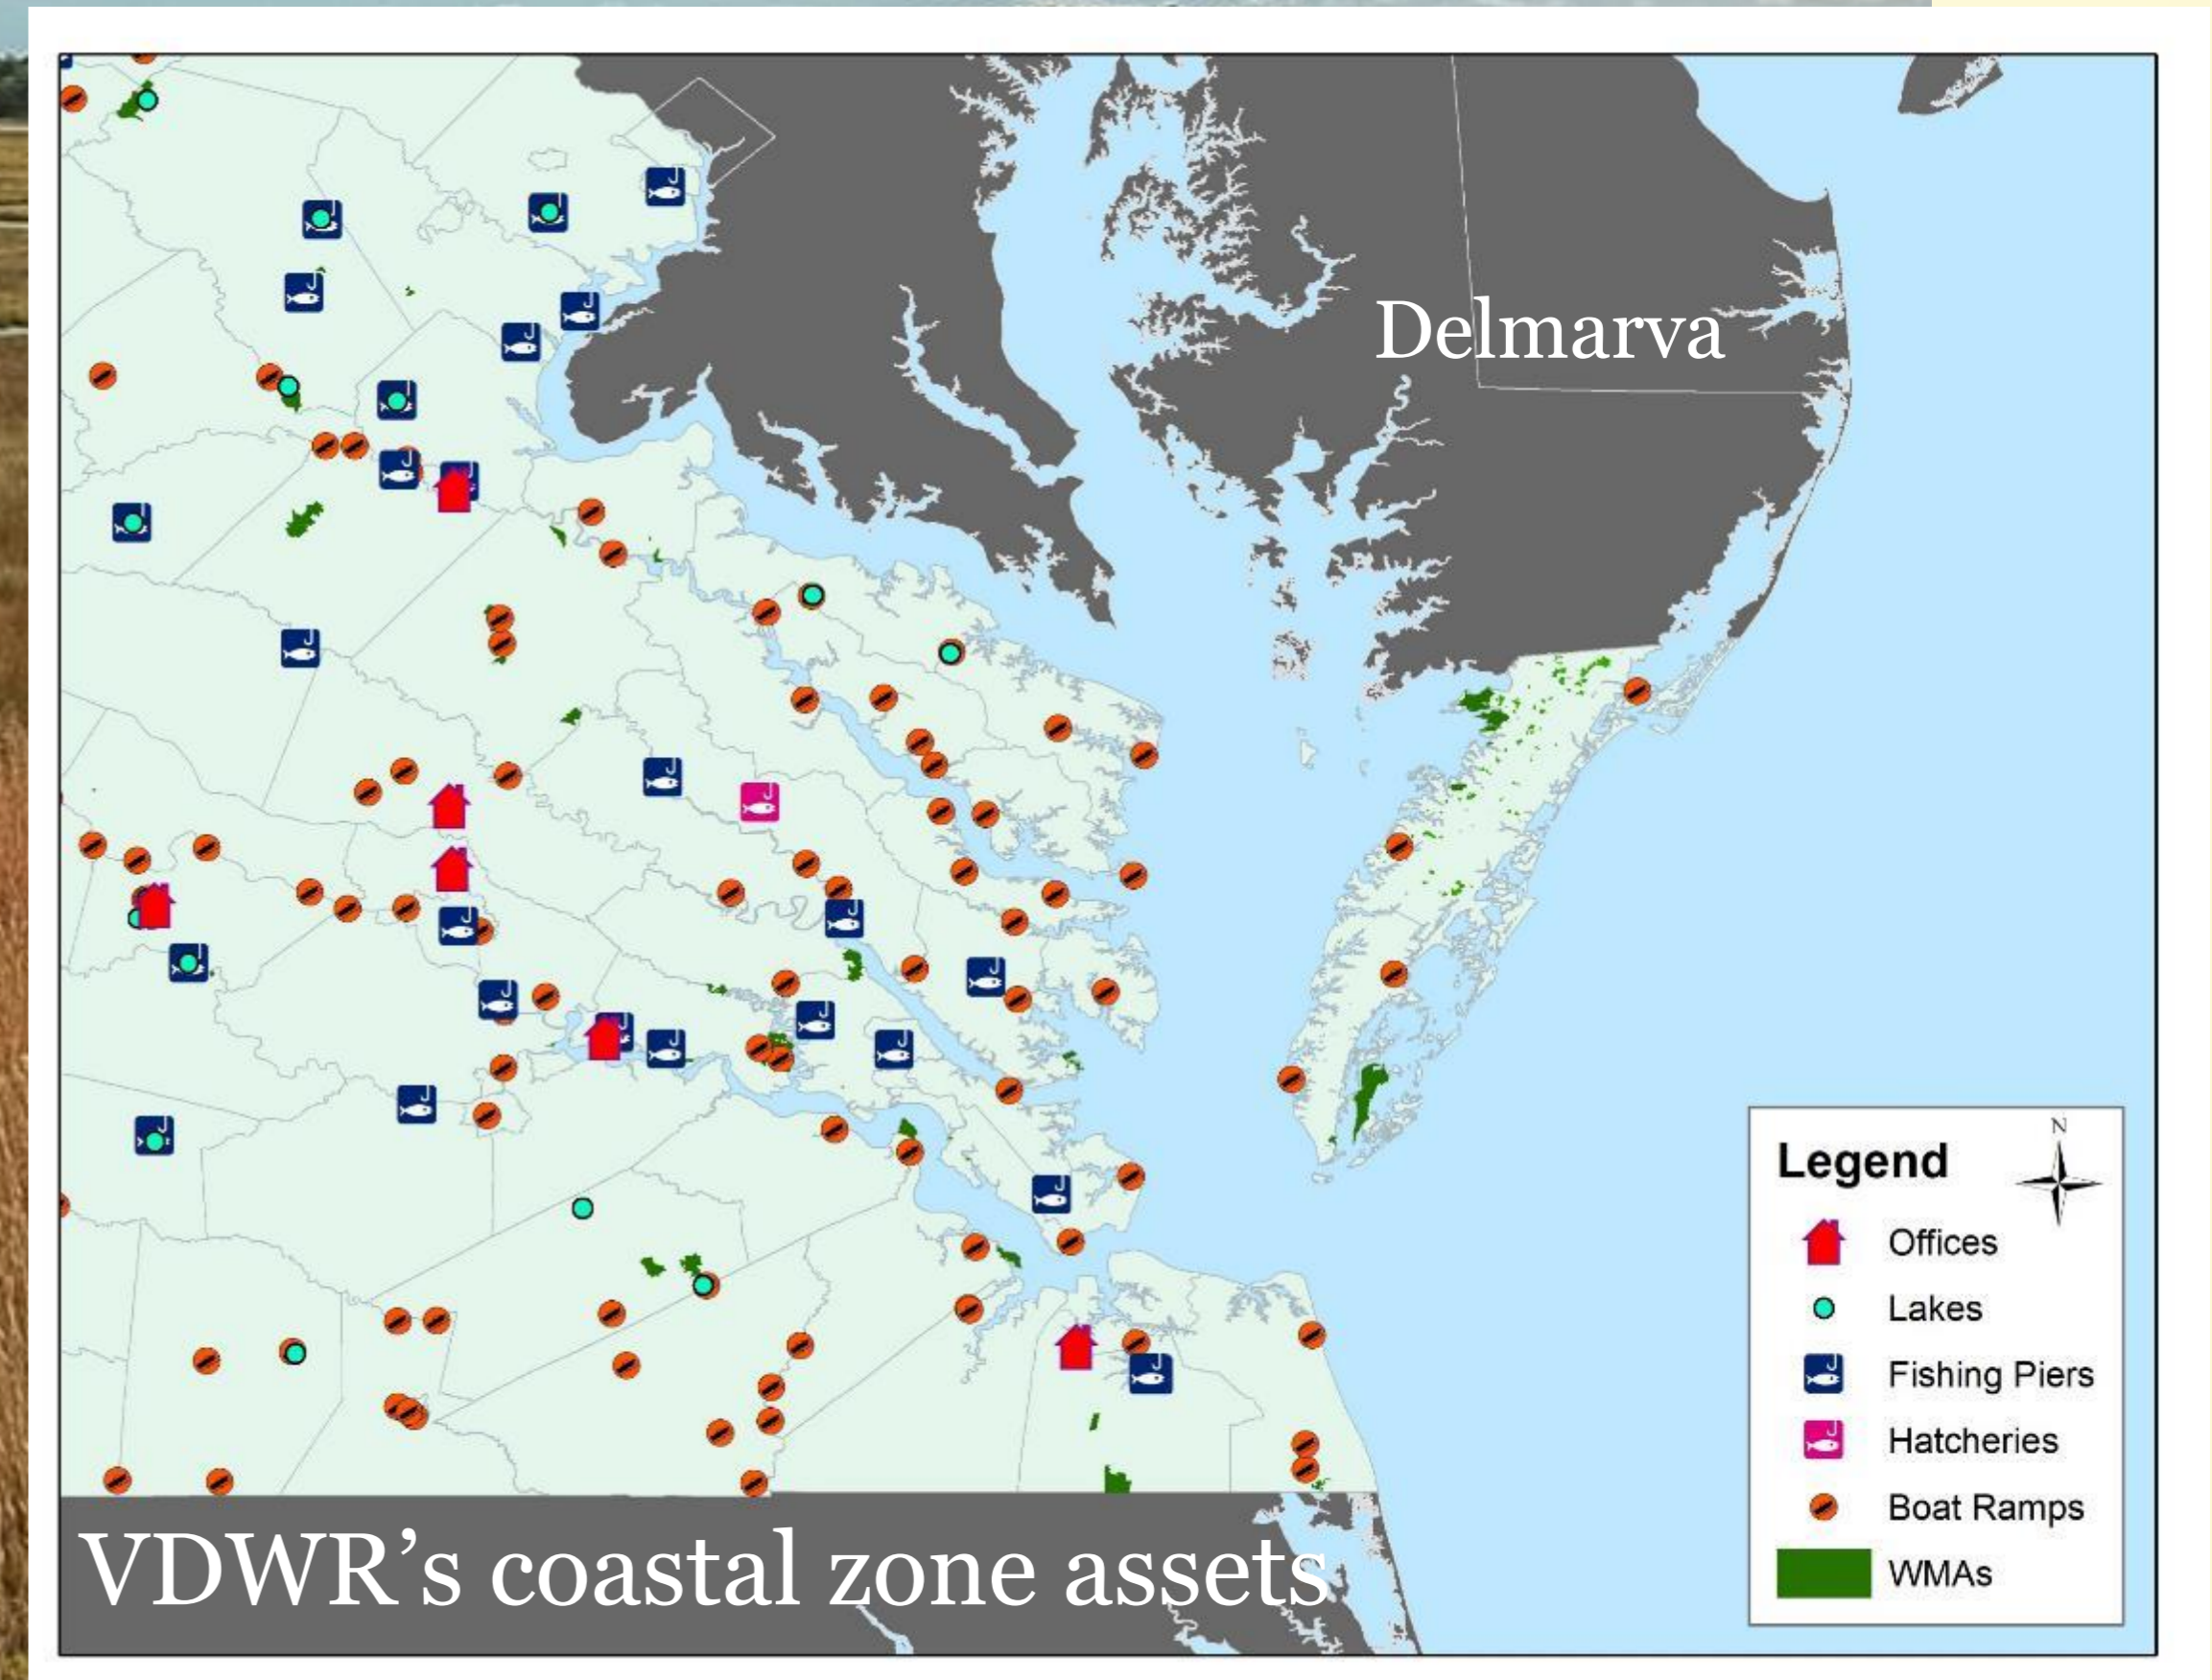 Delmarva
Legend
N
Offices
Lakes
Fishing Piers
Hatcheries
Boat Ramps
WMAs
VDWR’s coastal zone assets